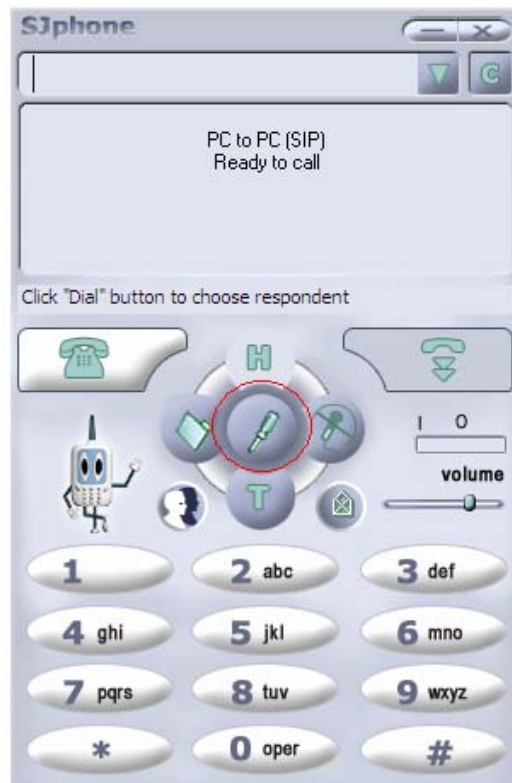 SJphone
C
PC to PC (SIP)
Ready to call
Click "Dial" button to choose respondent
H
I O
volume
T
1
2 abc
3 def
4 ghi
5 jkl
6 mno
7 pqrs
8 tuv
9 wxyz
*
0 oper
#